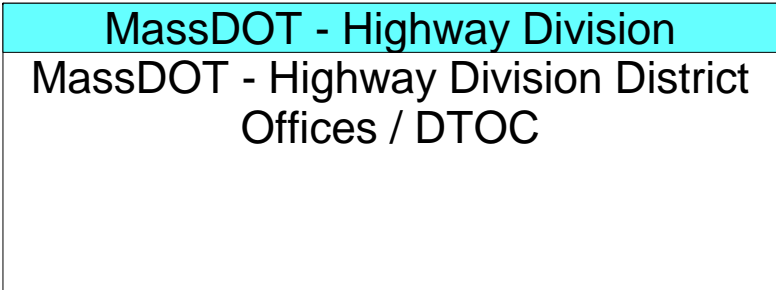 MassDOT - Highway Division
MassDOT - Highway Division District
Offices / DTOC